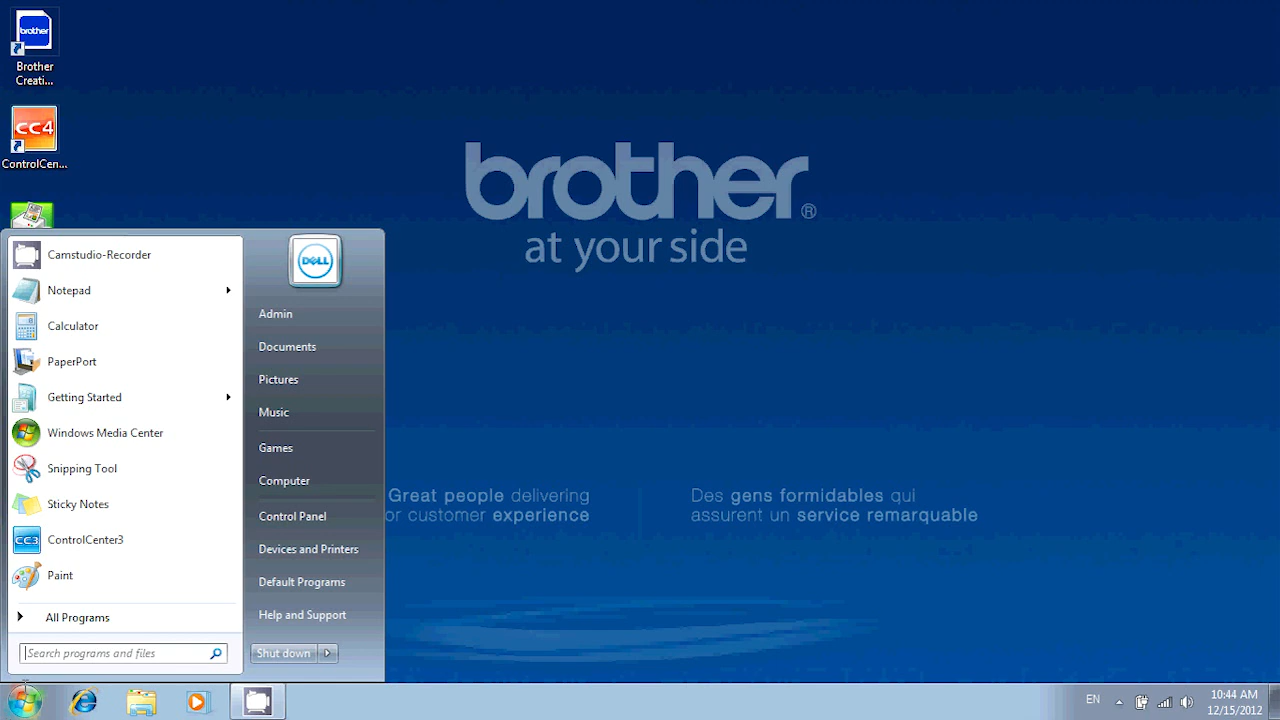 brother
Brother
Creati...
CC4
ControlCen...
brother®
at your side
Great people delivering
or customer experience
Des gens formidables qui
assurent un service remarquable
Camstudio-Recorder
Notepad
Calculator
PaperPort
Getting Started
Windows Media Center
Snipping Tool
Sticky Notes
CC3
ControlCenter3
Paint
All Programs
Search programs and files
DELL
Admin
Documents
Pictures
Music
Games
Computer
Control Panel
Devices and Printers
Default Programs
Help and Support
Shut down
EN
10:44 AM
12/15/2012